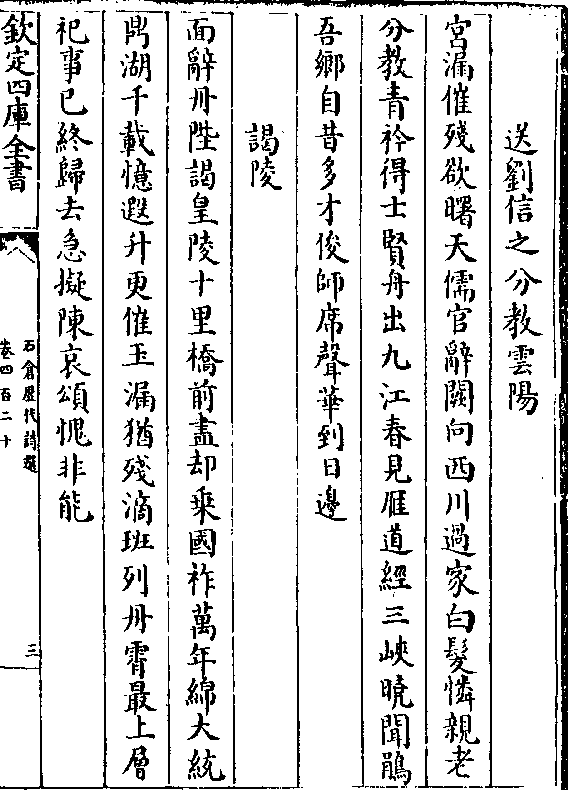 送劉信之分教雲陽
宮漏催殘欲曙天儒官辭闕向西川過家白髮憐親老
分教青衿得士賢舟出九江春見雁道經三峽曉聞鵑
吾鄉自昔多才俊師席聲華到日邊
謁陵
面辭丹陛謁皇陵十里橋前盡却乘國祚萬年綿大統
鼎湖千載憶遐升更催玉漏猶殘滴班列丹霄最上層
祀事已終歸去急擬陳哀頌愧非能
欽定四庫全書
石倉歷代詩選
卷四百二十
三